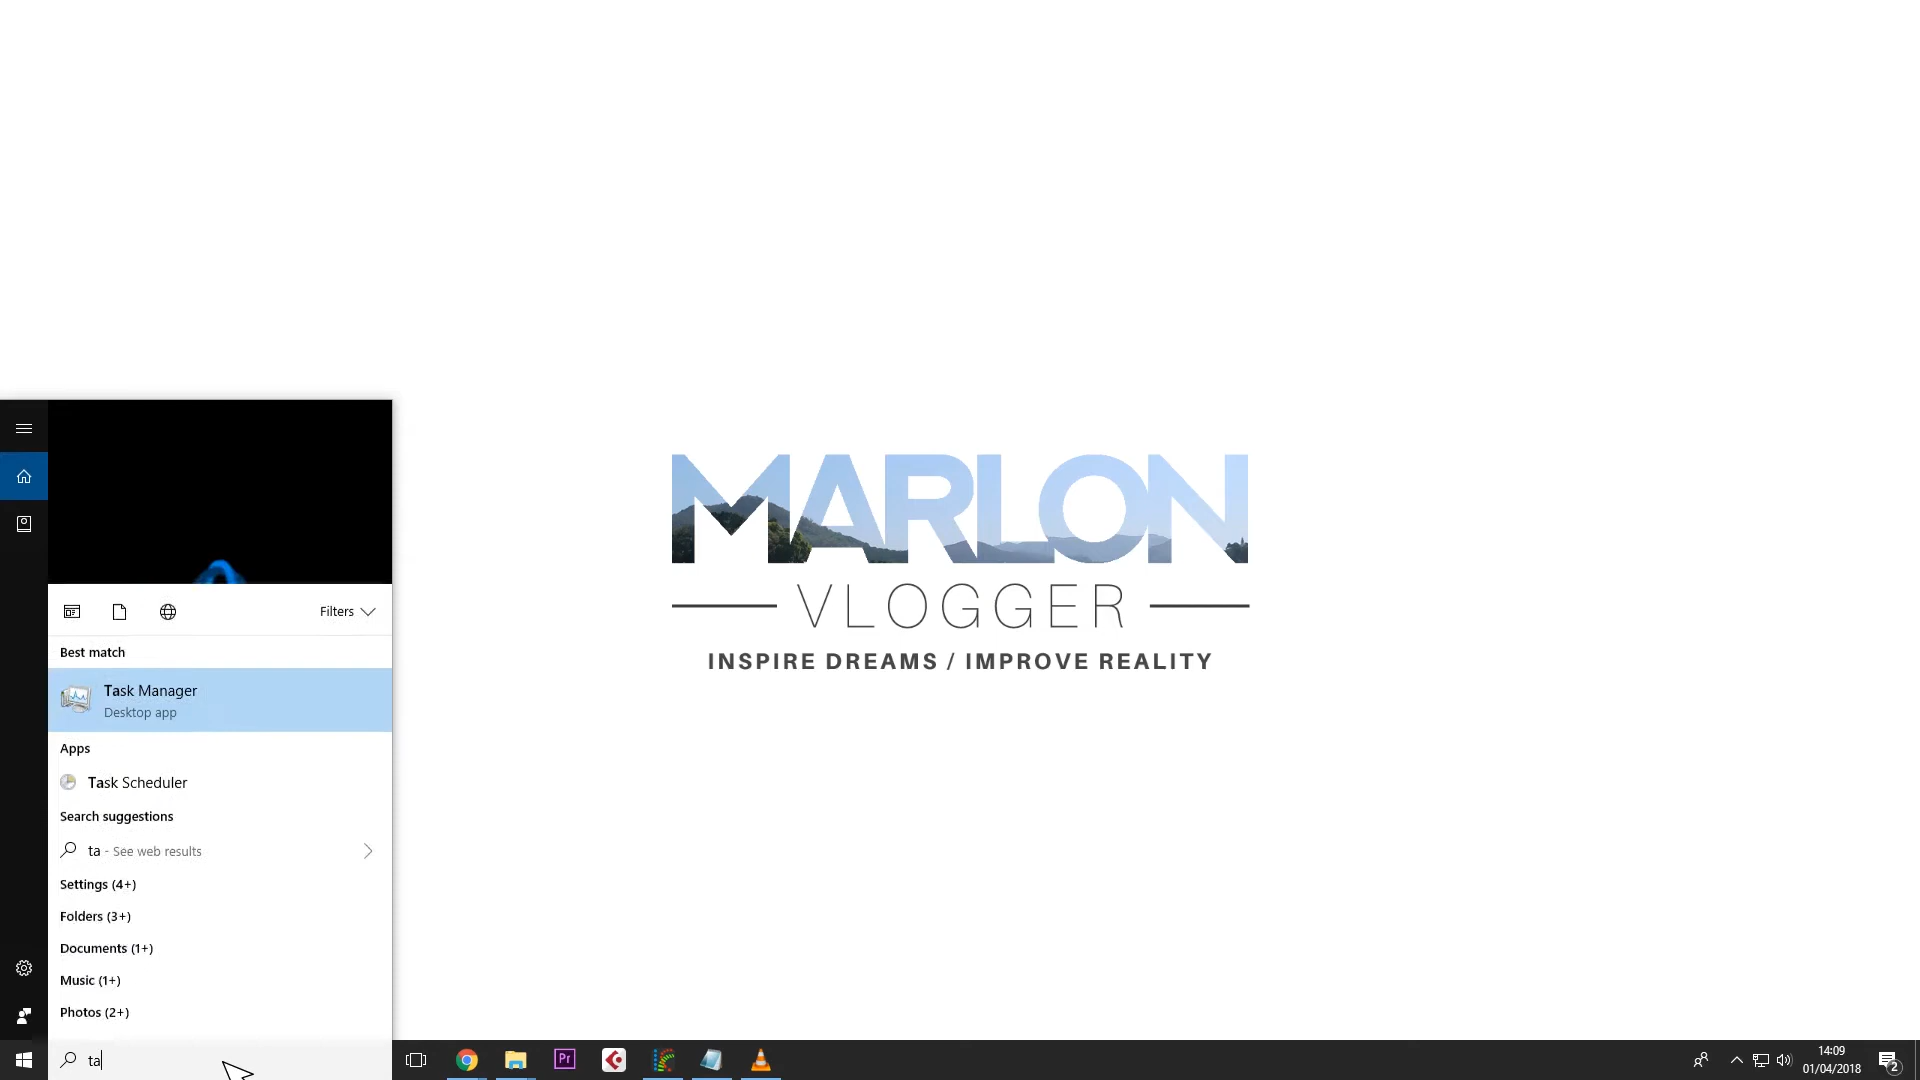 MARLON
VLOGGER
INSPIRE DREAMS / IMPROVE REALITY
Filters
Best match
Task Manager
Desktop app
Apps
Task Scheduler
Search suggestions
ta - See web results
Settings (4+)
Folders (3+)
Documents (1+)
Music (1+)
Photos (2+)
ta
Pr
14:09
01/04/2018
2